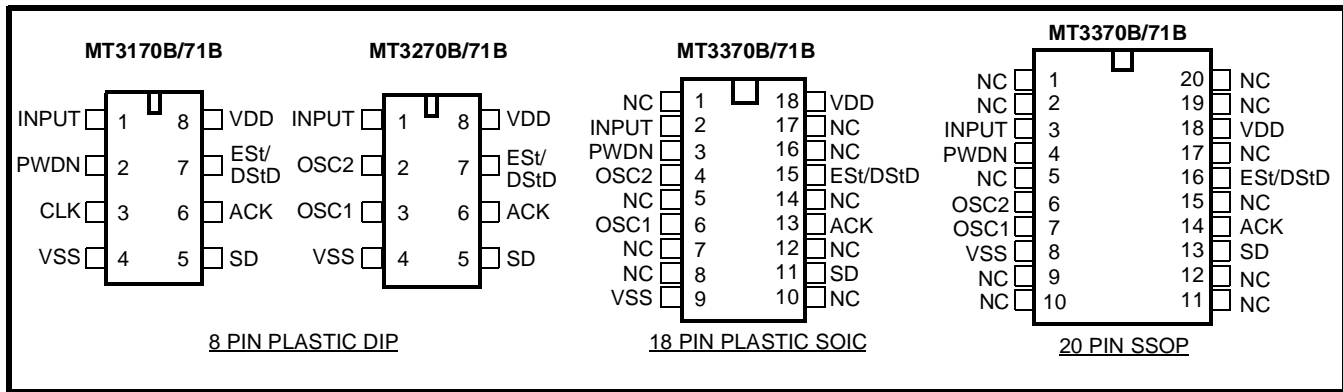 MT3170B/71B
INPUT 1 8 VDD
PWDN 2 7 ESt/
DStD
CLK 3 6 ACK
VSS 4 5 SD
MT3270B/71B
INPUT 1 8 VDD
OSC2 2 7 ESt/
DStD
OSC1 3 6 ACK
VSS 4 5 SD
8 PIN PLASTIC DIP
MT3370B/71B
NC 1 18 VDD
INPUT 2 17 NC
PWDN 3 16 NC
OSC2 4 15 ESt/DStD
NC 5 14 NC
OSC1 6 13 ACK
NC 7 12 NC
NC 8 11 SD
VSS 9 10 NC
18 PIN PLASTIC SOIC
MT3370B/71B
NC 1 20 NC
NC 2 19 NC
INPUT 3 18 VDD
PWDN 4 17 NC
NC 5 16 ESt/DStD
OSC2 6 15 NC
OSC1 7 14 ACK
VSS 8 13 SD
NC 9 12 NC
NC 10 11 NC
20 PIN SSOP